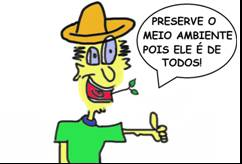 PRESERVE O
MEIO AMBIENTE
POIS ELE É DE
TODOS!